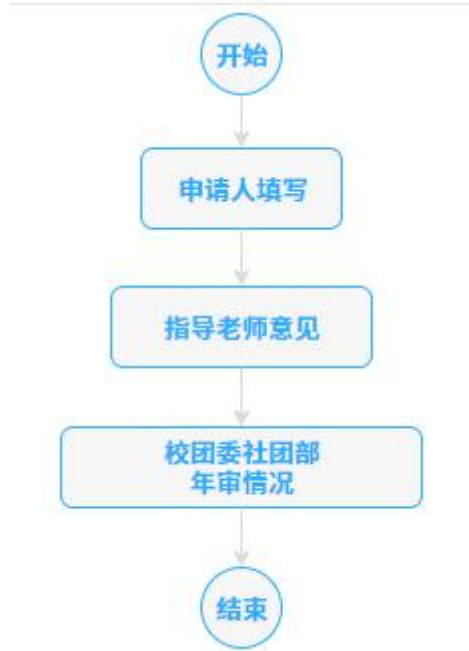 开始
申请人填写
指导老师意见
校团委社团部
年审情况
结束